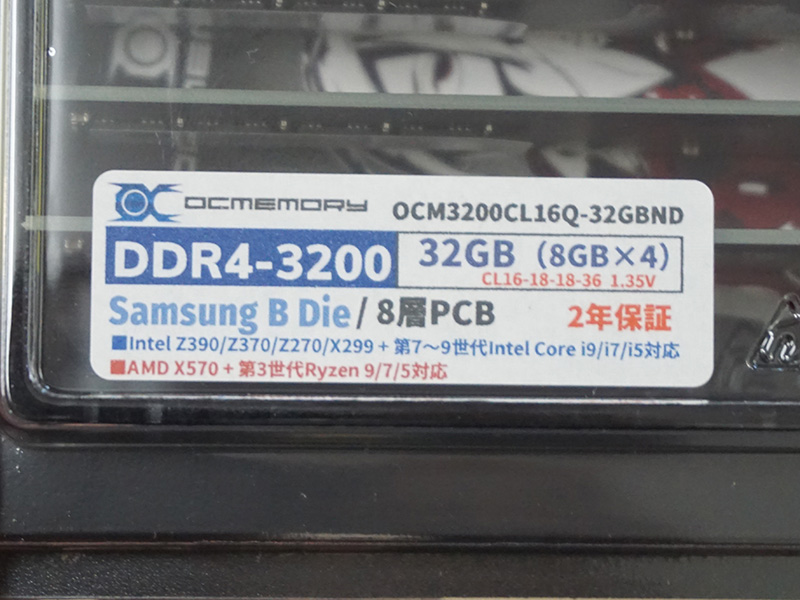 OCMEMORY OCM3200CL16Q-32GBND
DDR4-3200 32GB（8GB×4）
CL16-18-18-36 1.35V
Samsung B Die / 8層PCB 2年保証
■Intel Z390/Z370/Z270/X299 + 第7〜9世代Intel Core i9/i7/i5対応
■AMD X570 + 第3世代Ryzen 9/7/5対応